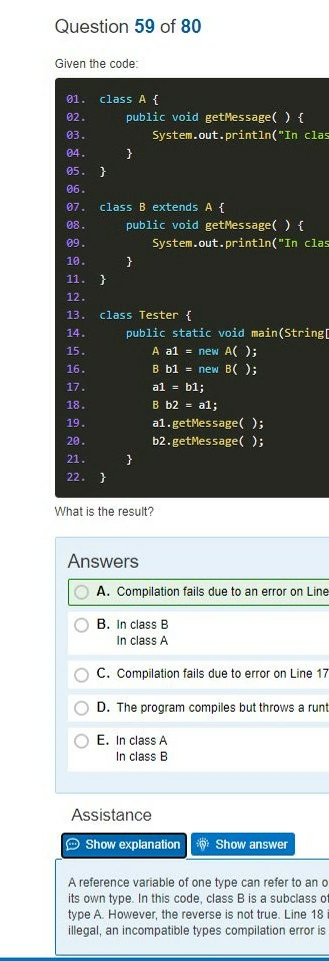 Question 59 of 80
Given the code:
01. class A {
02. public void getMessage( ) {
03. System.out.println("In clas
04. }
05. }
06.
07. class B extends A {
08. public void getMessage( ) {
09. System.out.println("In clas
10. }
11. }
12.
13. class Tester {
14. public static void main(String[
15. A a1 = new A( );
16. B b1 = new B( );
17. a1 = b1;
18. B b2 = a1;
19. a1.getMessage( );
20. b2.getMessage( );
21. }
22. }
What is the result?
Answers
A. Compilation fails due to an error on Line
B. In class B
In class A
C. Compilation fails due to error on Line 17
D. The program compiles but throws a runt
E. In class A
In class B
Assistance
Show explanation Show answer
A reference variable of one type can refer to an o
its own type. In this code, class B is a subclass of
type A. However, the reverse is not true. Line 18 i
illegal, an incompatible types compilation error is